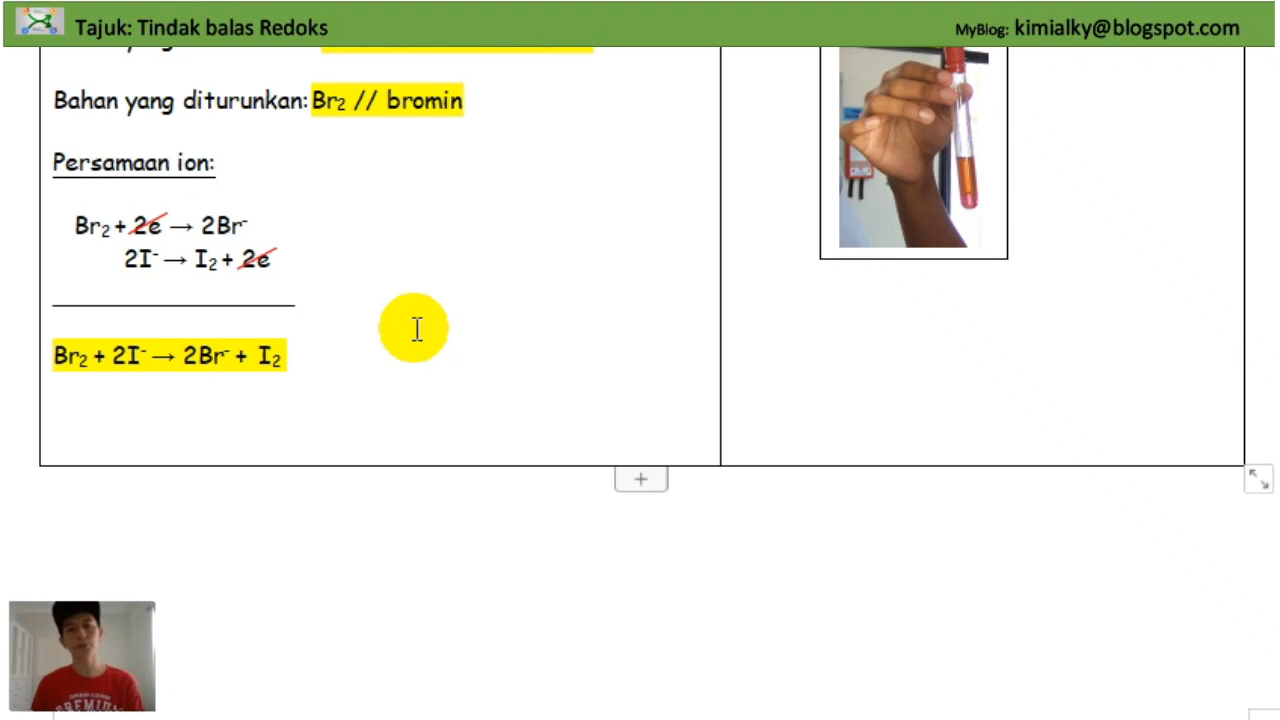 Tajuk: Tindak balas Redoks
MyBlog: kimialky@blogspot.com
Bahan yang diturunkan: Br₂ // bromin
Persamaan ion:
Br₂ + 2e → 2Br⁻
2I⁻ → I₂ + 2e
Br₂ + 2I⁻ → 2Br⁻ + I₂
PREMIUM